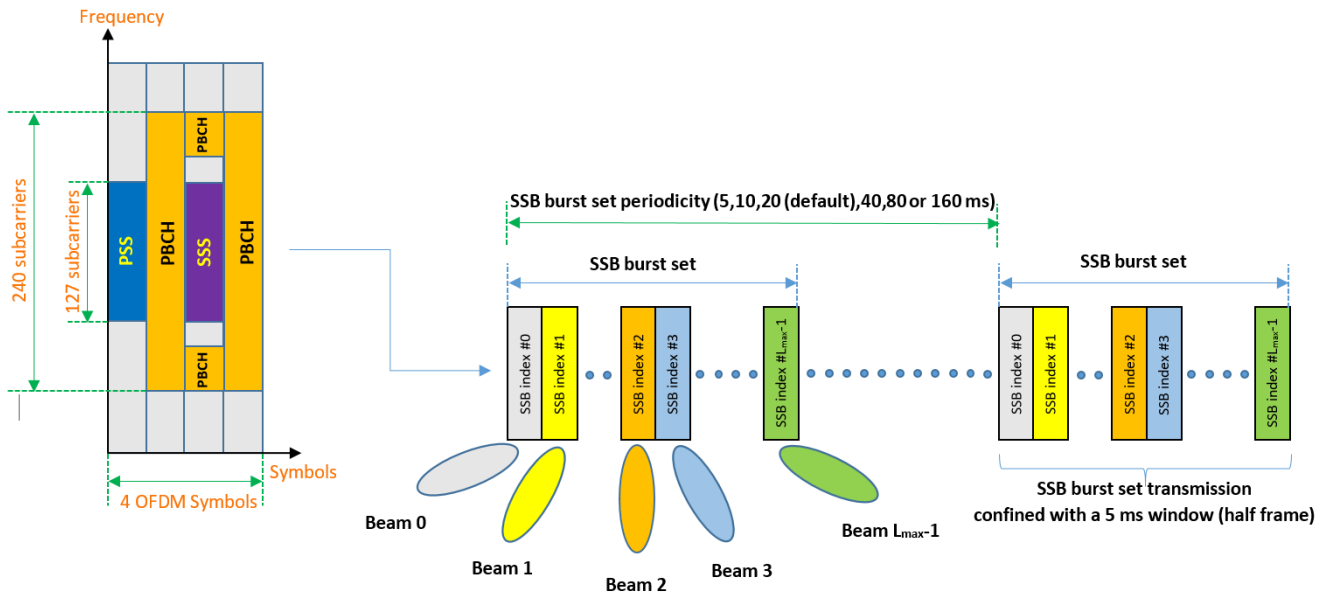 Frequency
240 subcarriers
127 subcarriers
PSS
PBCH
PBCH
SSS
PBCH
PBCH
Symbols
4 OFDM Symbols
SSB burst set periodicity (5,10,20 (default),40,80 or 160 ms)
SSB burst set
SSB index #0
SSB index #1
SSB index #2
SSB index #3
SSB index #Lmax-1
Beam 0
Beam 1
Beam 2
Beam 3
Beam Lmax-1
SSB burst set
SSB index #0
SSB index #1
SSB index #2
SSB index #3
SSB index #Lmax-1
SSB burst set transmission
confined with a 5 ms window (half frame)